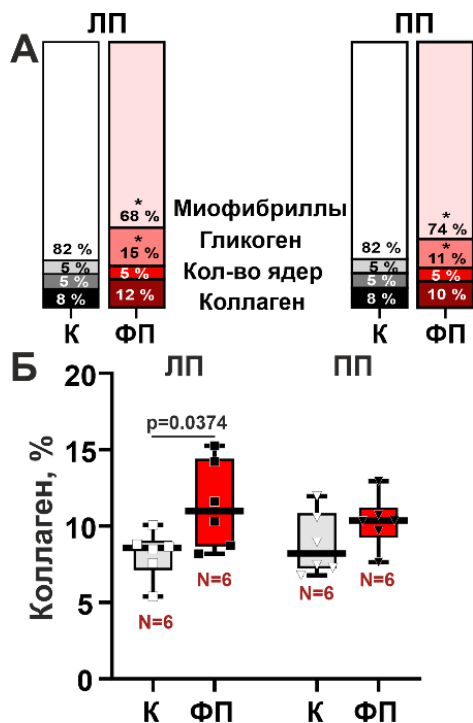 А
ЛП
ПП
82 %
5 %
5 %
8 %
*
68 %
*
15 %
5 %
12 %
Миофибриллы
Гликоген
Кол-во ядер
Коллаген
82 %
5 %
5 %
8 %
*
74 %
*
11 %
5 %
10 %
К
ФП
К
ФП
Б
ЛП
ПП
Коллаген, %
20
15
10
5
0
p=0.0374
N=6
N=6
N=6
N=6
К
ФП
К
ФП